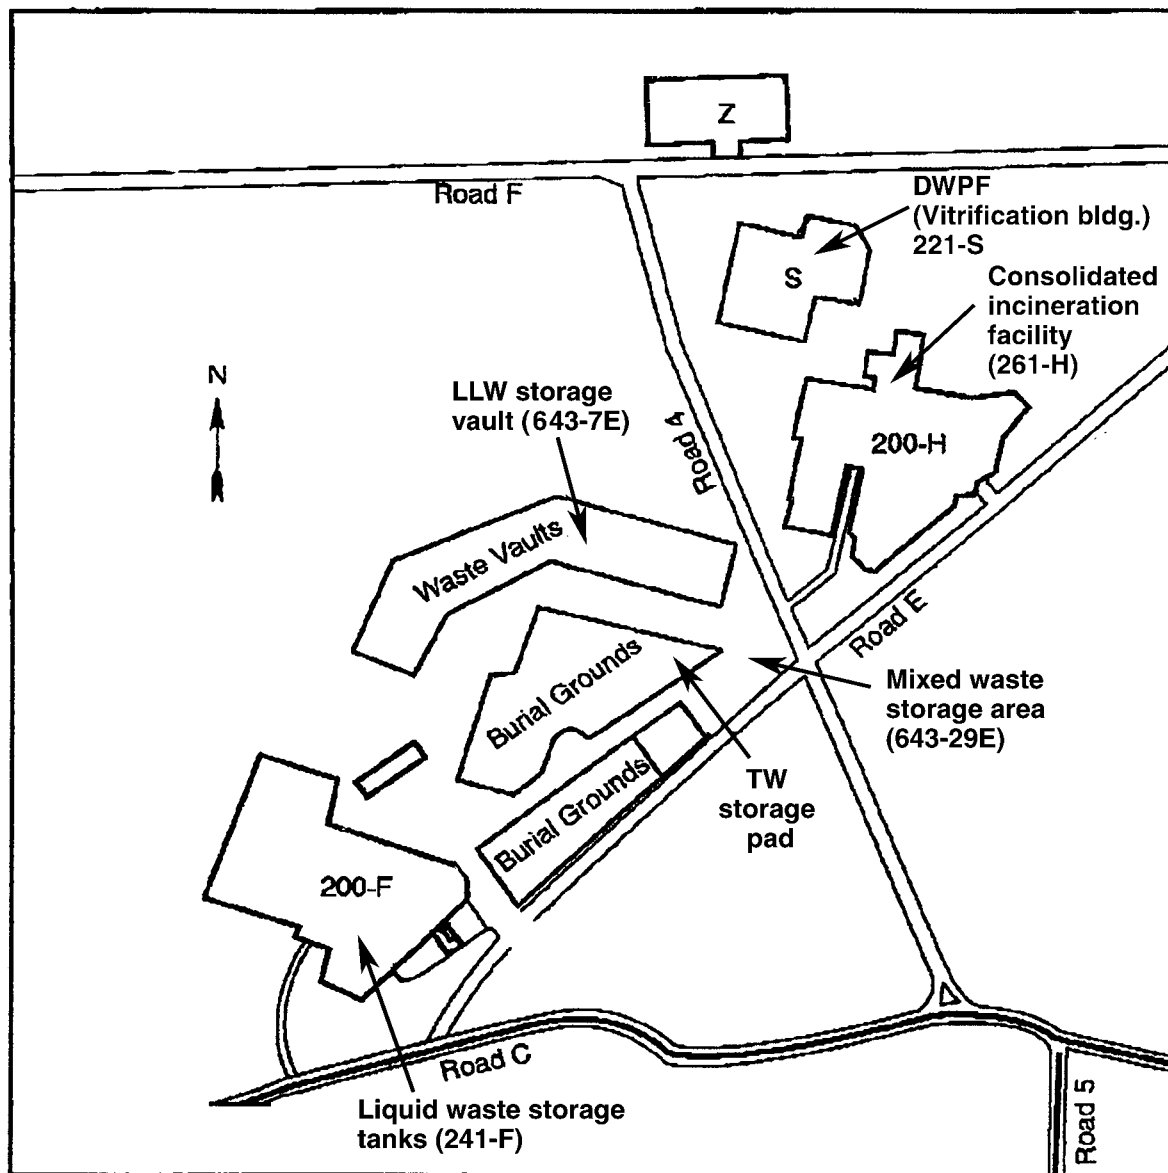 Z
Road F
DWPF
(Vitrification bldg.)
221-S
S
Consolidated
incineration
facility
(261-H)
N
LLW storage
vault (643-7E)
Road 4
200-H
Waste Vaults
Road E
Burial Grounds
Mixed waste
storage area
(643-29E)
TW
storage
pad
Burial Grounds
200-F
Road C
Liquid waste storage
tanks (241-F)
Road 5